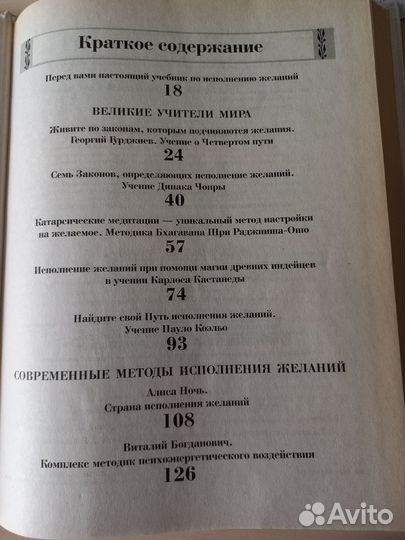 Краткое содержание
Перед вами настоящий учебник по исполнению желаний
18
ВЕЛИКИЕ УЧИТЕЛИ МИРА
Живите по законам, которым подчиняются желания.
Георгий Гурджиев. Учение о Четвертом пути
24
Семь Законов, определяющих исполнение желаний.
Учение Дипака Чопры
40
Катарсические медитации — уникальный метод настройки
на желаемое. Методика Бхагавана Шри Раджниша-Ошо
57
Исполнение желаний при помощи магии древних индейцев
в учении Карлоса Кастанеды
74
Найдите свой Путь исполнения желаний.
Учение Пауло Коэльо
93
СОВРЕМЕННЫЕ МЕТОДЫ ИСПОЛНЕНИЯ ЖЕЛАНИЙ
Алиса Ночь.
Страна исполнения желаний
108
Виталий Богданович.
Комплекс методик психоэнергетического воздействия
126
Avito